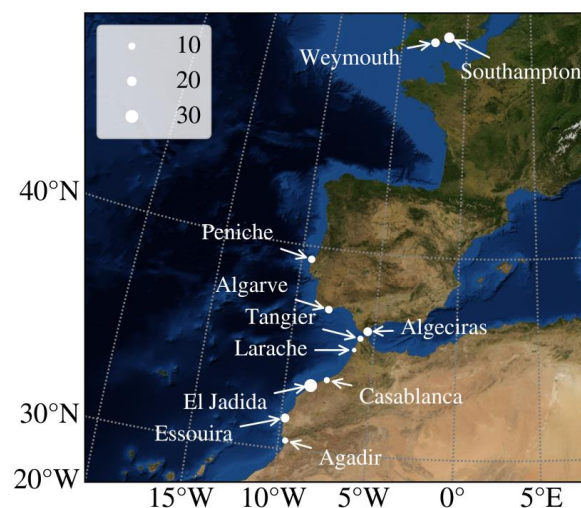 10
20
30
Weymouth
Southampton
40°N
Peniche
Algarve
Tangier
Algeciras
Larache
El Jadida
Casablanca
Essouira
30°N
Agadir
20°W
15°W 10°W 5°W 0° 5°E